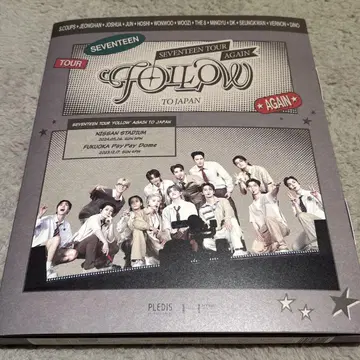 S.COUPS • JEONGHAN • JOSHUA • JUN • HOSHI • WONWOO • WOOZI • THE 8 • MINGYU • DK • SEUNGKWAN • VERNON • DINO
SEVENTEEN
TOUR
SEVENTEEN TOUR
AGAIN
FOLLOW
TO JAPAN
AGAIN
SEVENTEEN TOUR 'FOLLOW' AGAIN TO JAPAN
NISSAN STADIUM
FUKUOKA PayPay Dome
PLEDIS